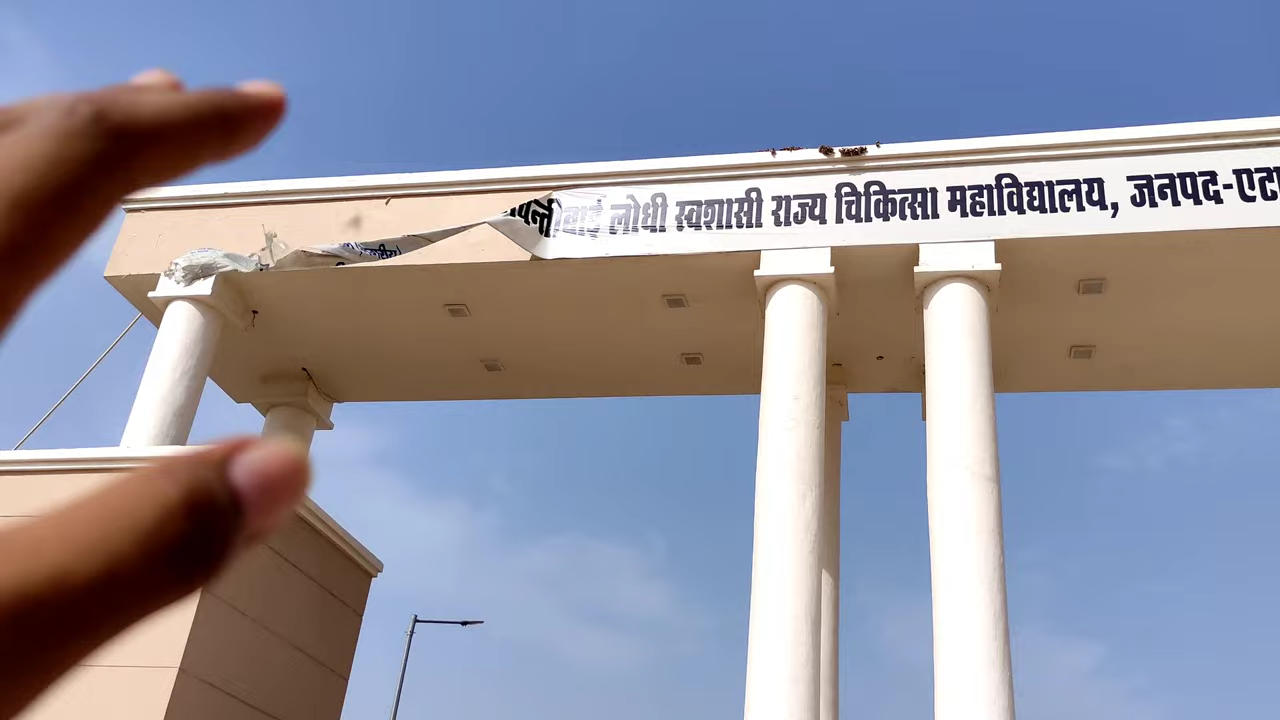 लोधी स्वशासी राज्य चिकित्सा महाविद्यालय, जनपद-एटा